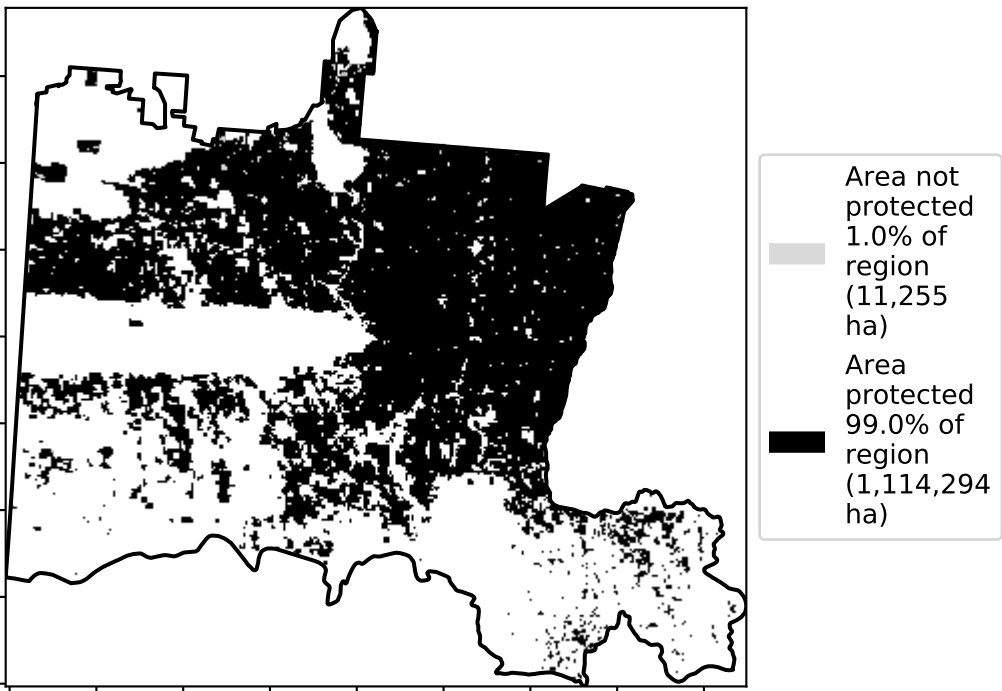 Area not
protected
1.0% of
region
(11,255
ha)
Area
protected
99.0% of
region
(1,114,294
ha)